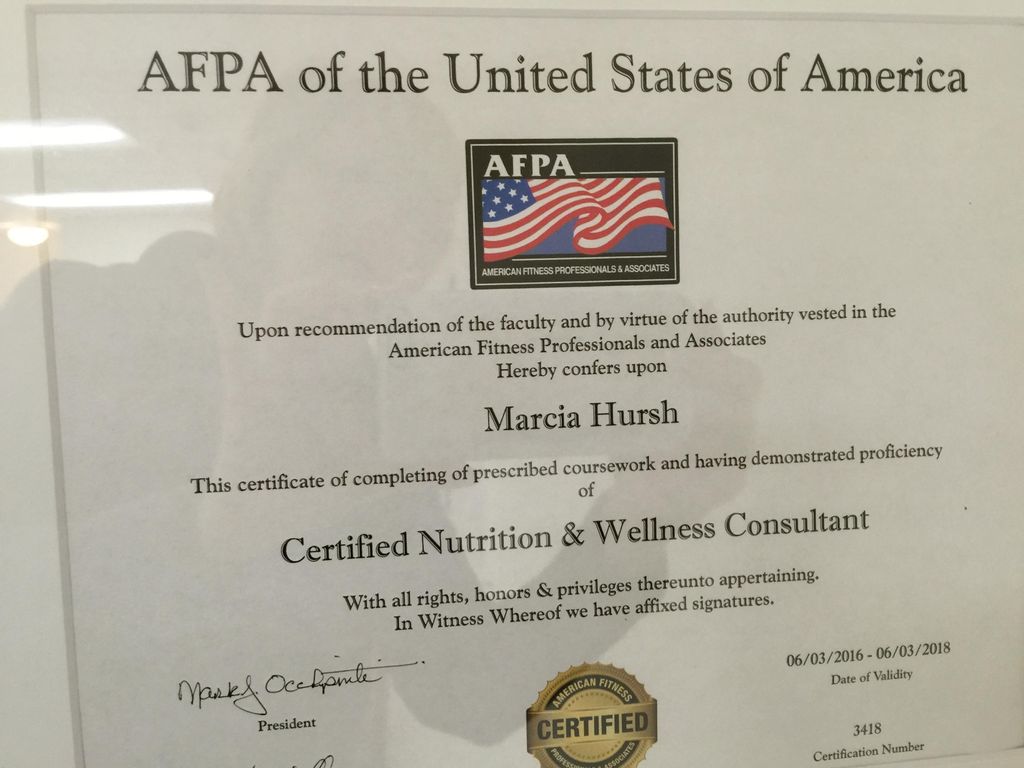 AFPA of the United States of America
AFPA
AMERICAN FITNESS PROFESSIONALS & ASSOCIATES
Upon recommendation of the faculty and by virtue of the authority vested in the
American Fitness Professionals and Associates
Hereby confers upon
Marcia Hursh
This certificate of completing of prescribed coursework and having demonstrated proficiency
of
Certified Nutrition & Wellness Consultant
With all rights, honors & privileges thereunto appertaining.
In Witness Whereof we have affixed signatures.
Mark J. Occhipinti
President
AMERICAN FITNESS
CERTIFIED
PROFESSIONALS & ASSOCIATES
06/03/2016 - 06/03/2018
Date of Validity
3418
Certification Number